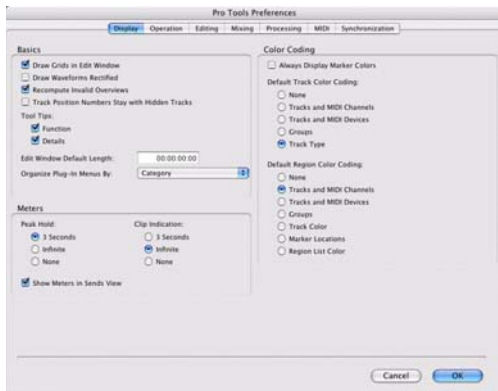 Pro Tools Preferences
Display Operation Editing Mixing Processing MIDI Synchronization
Basics
Draw Grids in Edit Window
Draw Waveforms Rectified
Recompute Invalid Overviews
Track Position Numbers Stay with Hidden Tracks
Tool Tips:
Function
Details
Edit Window Default Length: 00:00:00:00
Organize Plug-In Menus By: Category
Meters
Peak Hold: Clip Indication:
3 Seconds 3 Seconds
Infinite Infinite
None None
Show Meters in Sends View
Color Coding
Always Display Marker Colors
Default Track Color Coding:
None
Tracks and MIDI Channels
Tracks and MIDI Devices
Groups
Track Type
Default Region Color Coding:
None
Tracks and MIDI Channels
Tracks and MIDI Devices
Groups
Track Color
Marker Locations
Region List Color
Cancel OK